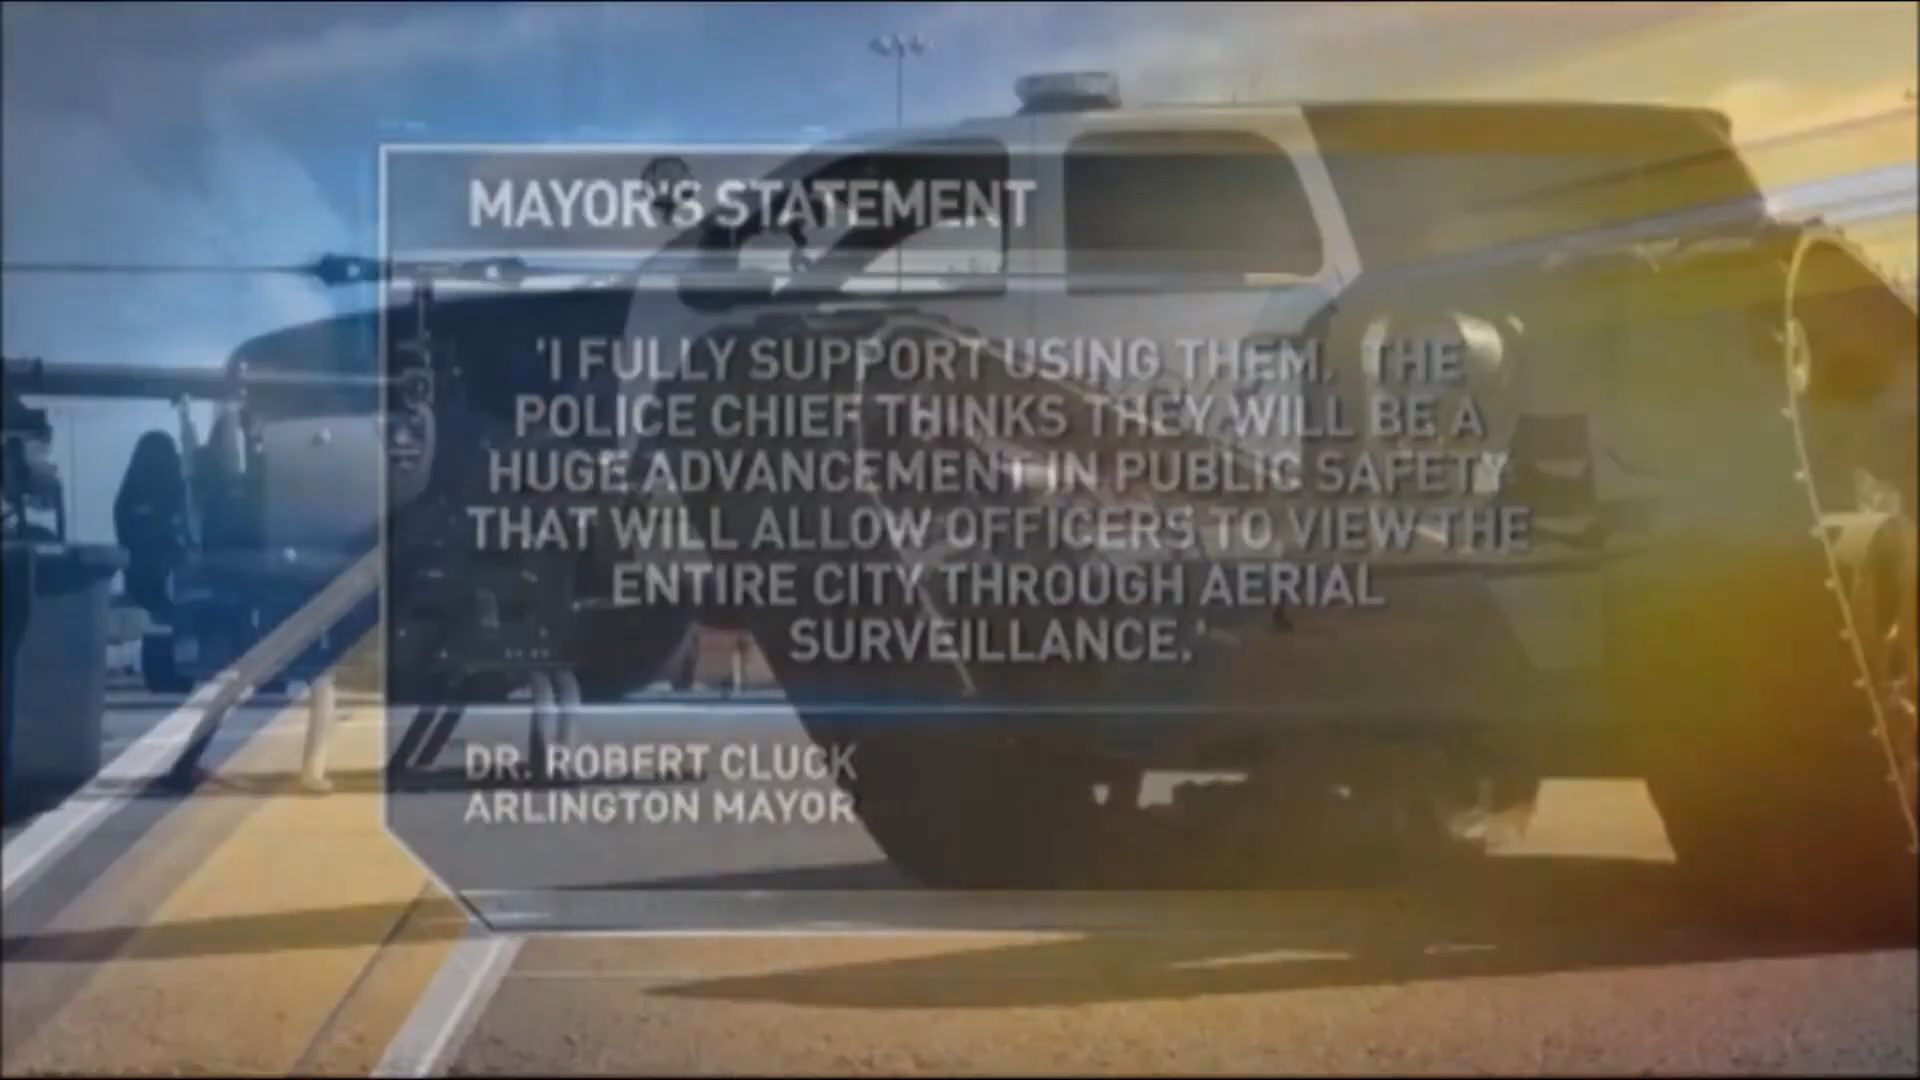 MAYOR'S STATEMENT
'I FULLY SUPPORT USING THEM. THE
POLICE CHIEF THINKS THEY WILL BE A
HUGE ADVANCEMENT IN PUBLIC SAFETY
THAT WILL ALLOW OFFICERS TO VIEW THE
ENTIRE CITY THROUGH AERIAL
SURVEILLANCE.'
DR. ROBERT CLUCK
ARLINGTON MAYOR